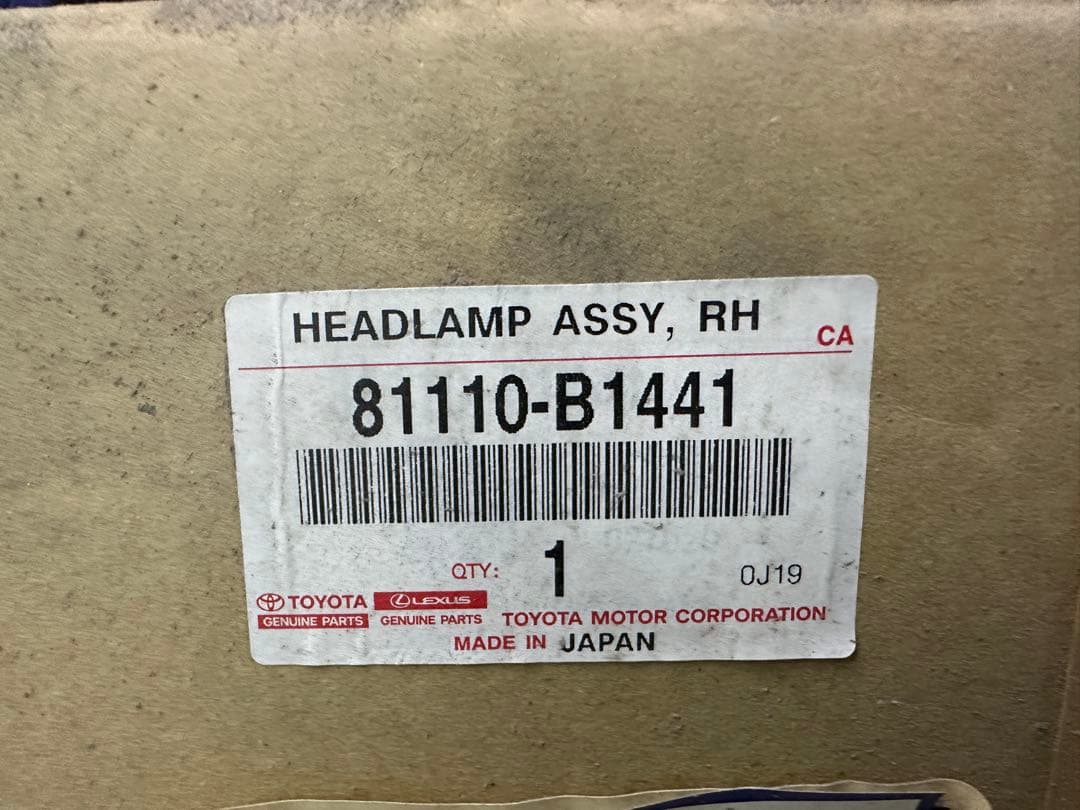 HEADLAMP ASSY, RH
CA
81110-B1441
QTY: 1
0J19
TOYOTA
GENUINE PARTS
LEXUS
GENUINE PARTS
TOYOTA MOTOR CORPORATION
MADE IN JAPAN